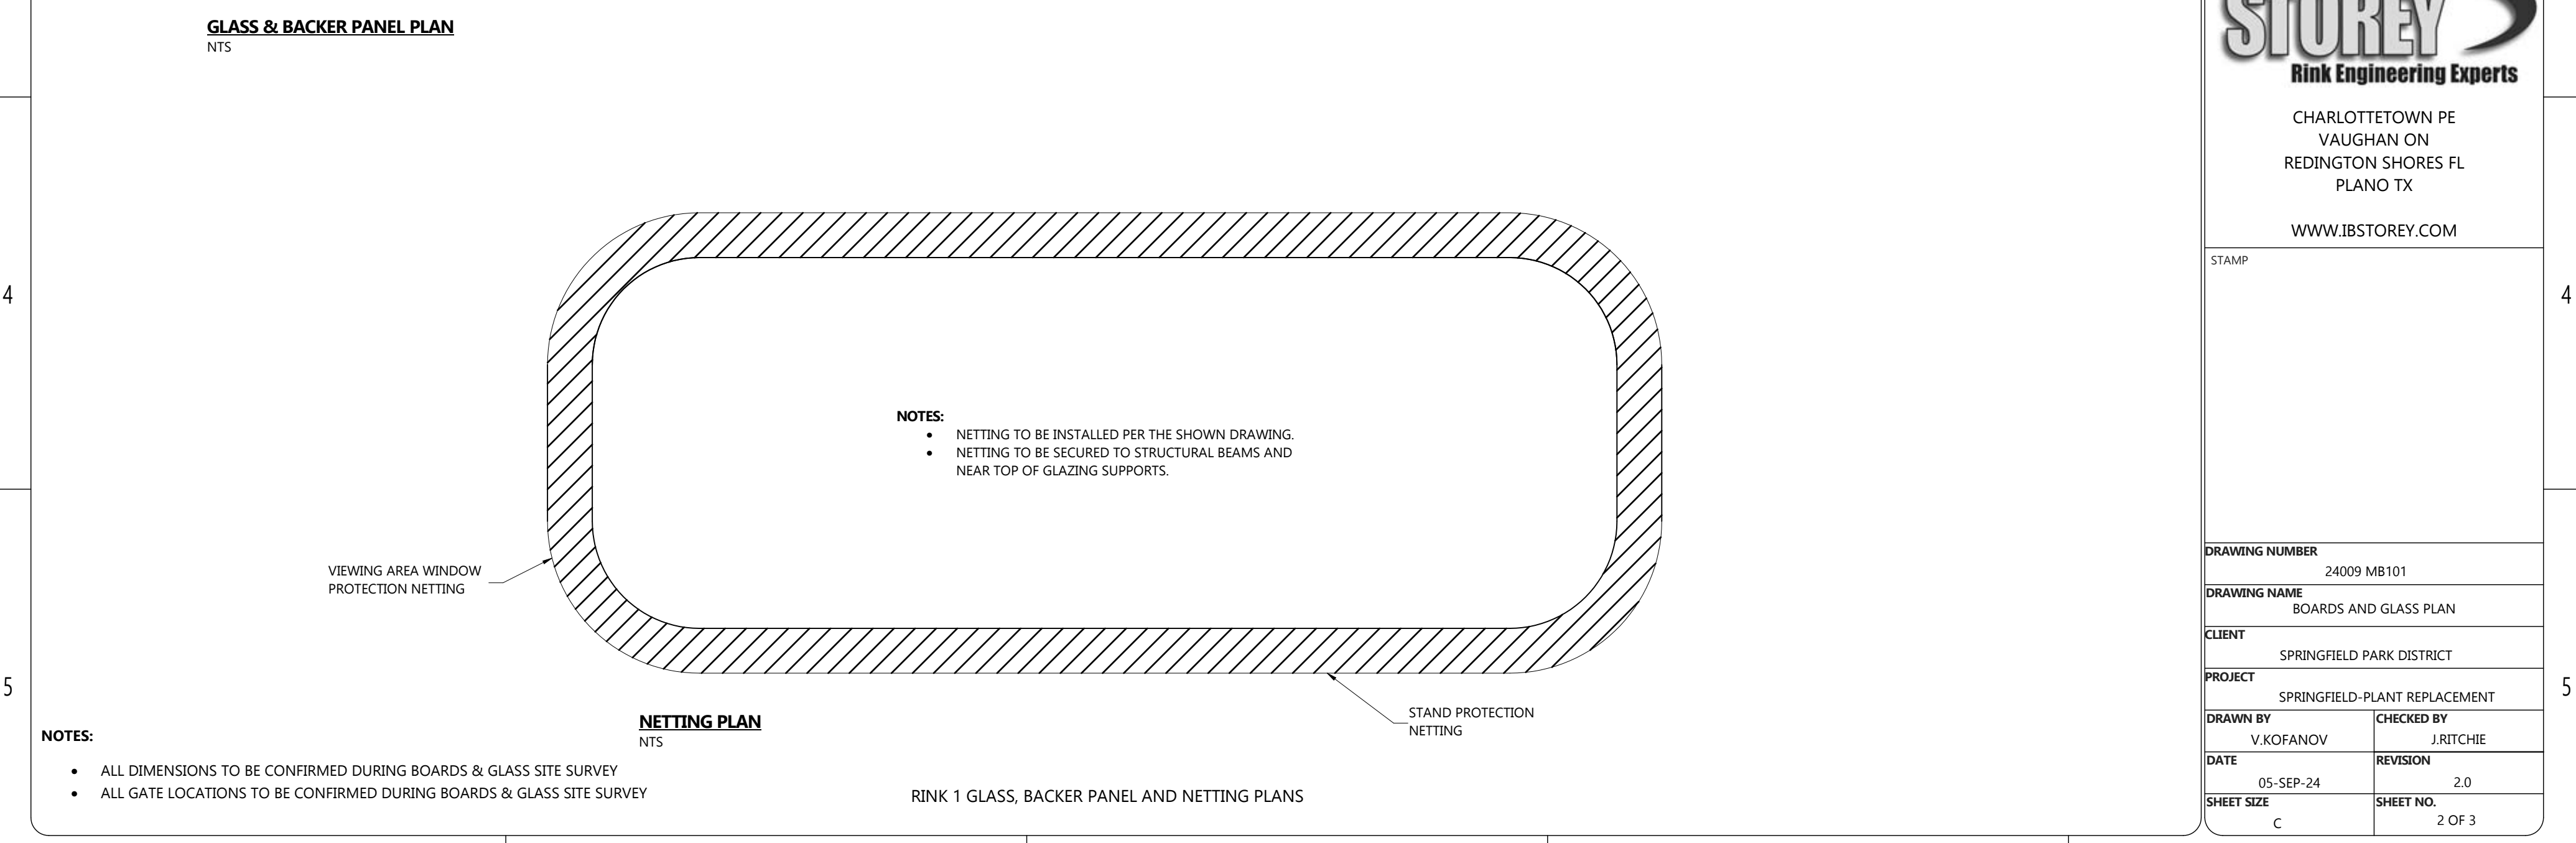 GLASS & BACKER PANEL PLAN
NTS
STOREY
Rink Engineering Experts
CHARLOTTETOWN PE
VAUGHAN ON
REDINGTON SHORES FL
PLANO TX
WWW.IBSTOREY.COM
STAMP
4
4
NOTES:
• NETTING TO BE INSTALLED PER THE SHOWN DRAWING.
• NETTING TO BE SECURED TO STRUCTURAL BEAMS AND
NEAR TOP OF GLAZING SUPPORTS.
VIEWING AREA WINDOW
PROTECTION NETTING
STAND PROTECTION
NETTING
5
5
NETTING PLAN
NTS
NOTES:
• ALL DIMENSIONS TO BE CONFIRMED DURING BOARDS & GLASS SITE SURVEY
• ALL GATE LOCATIONS TO BE CONFIRMED DURING BOARDS & GLASS SITE SURVEY
RINK 1 GLASS, BACKER PANEL AND NETTING PLANS
DRAWING NUMBER
24009 MB101
DRAWING NAME
BOARDS AND GLASS PLAN
CLIENT
SPRINGFIELD PARK DISTRICT
PROJECT
SPRINGFIELD-PLANT REPLACEMENT
DRAWN BY
V.KOFANOV
CHECKED BY
J.RITCHIE
DATE
05-SEP-24
REVISION
2.0
SHEET SIZE
C
SHEET NO.
2 OF 3